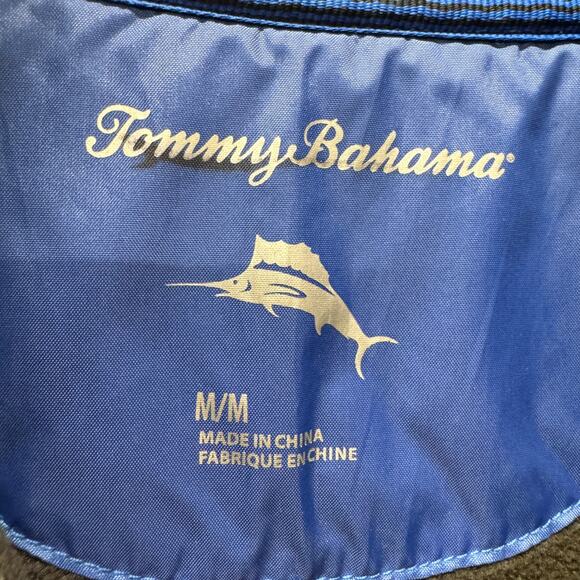 Tommy Bahama®
M/M
MADE IN CHINA
FABRIQUE EN CHINE